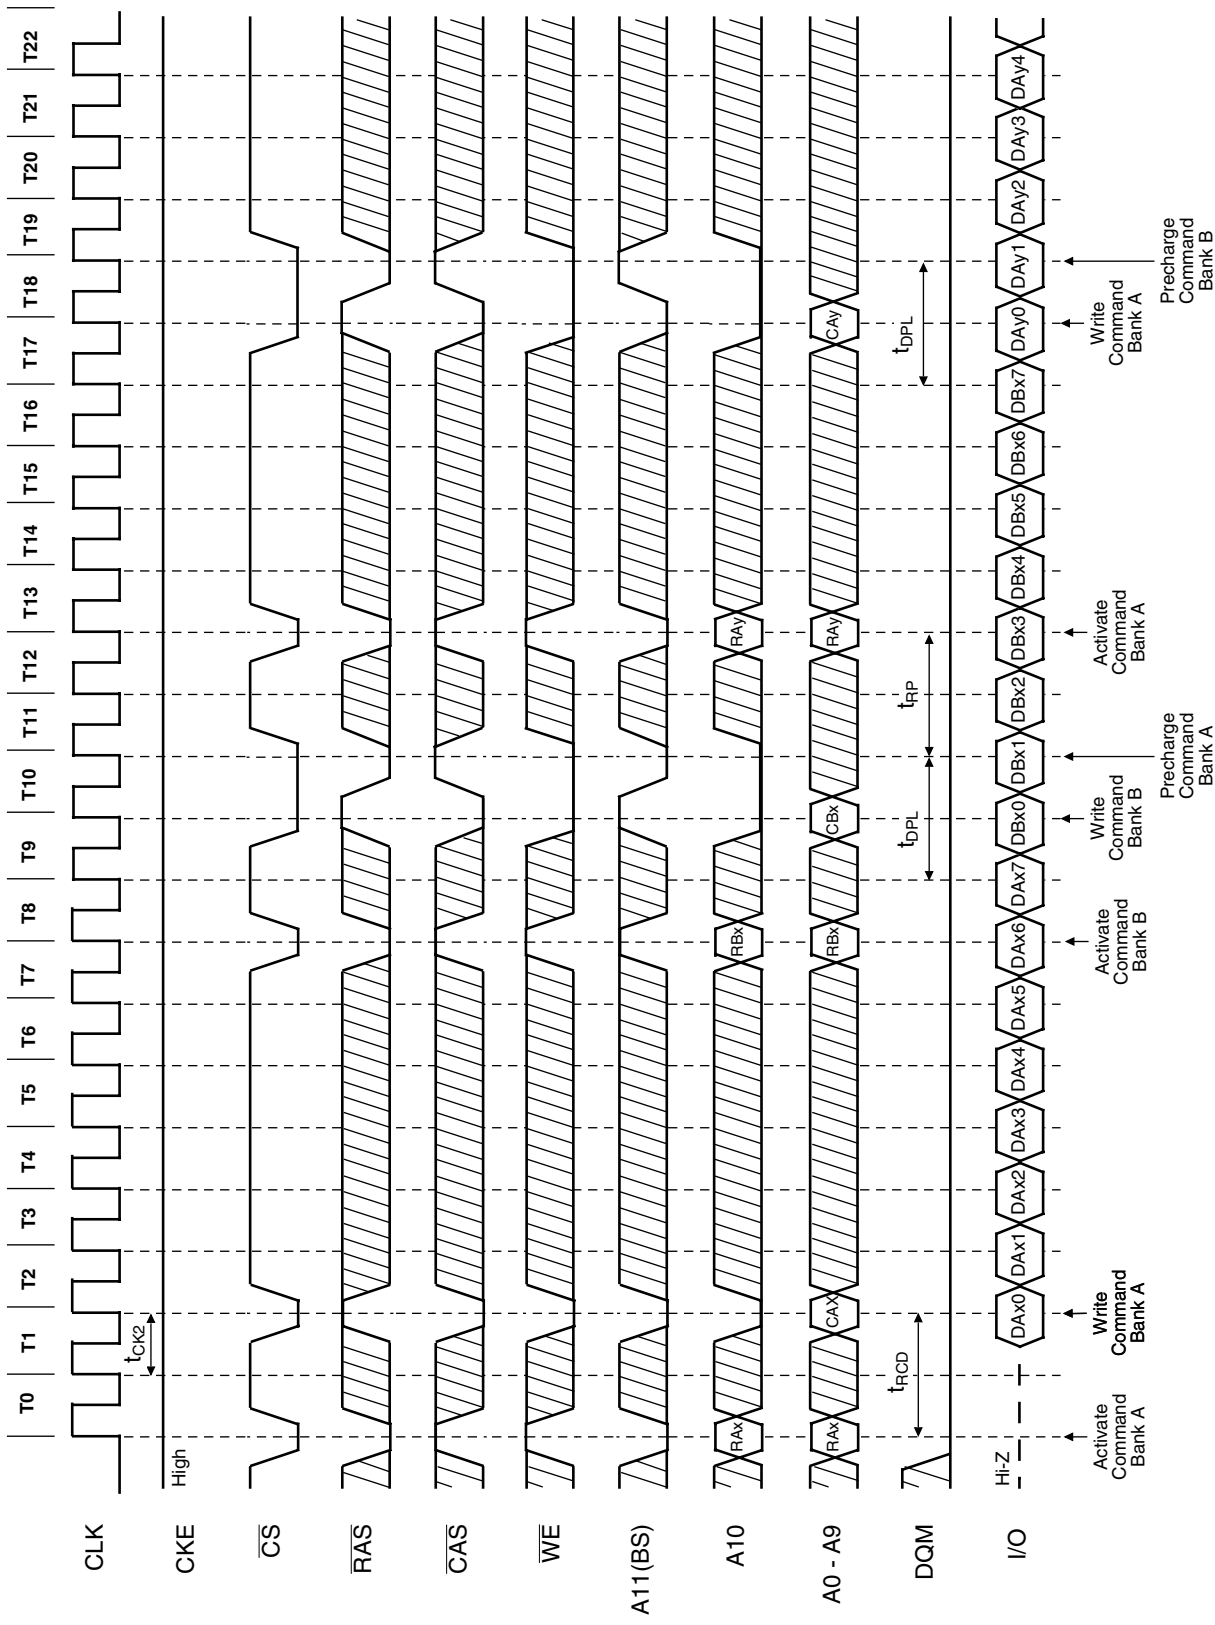 T0 T1 T2 T3 T4 T5 T6 T7 T8 T9 T10 T11 T12 T13 T14 T15 T16 T17 T18 T19 T20 T21 T22
CLK
tCK2
CKE
High
CS
RAS
CAS
WE
A11(BS)
A10
RAx RBx RAy
A0 - A9
RAx CAX RBx CBx RAy CAy
DQM
tRCD tDPL tRP tDPL
I/O
Hi-Z
DAx0 DAx1 DAx2 DAx3 DAx4 DAx5 DAx6 DAx7 DBx0 DBx1 DBx2 DBx3 DBx4 DBx5 DBx6 DBx7 DAy0 DAy1 DAy2 DAy3 DAy4
Activate
Command
Bank A
Write
Command
Bank A
Activate
Command
Bank B
Write
Command
Bank B
Precharge
Command
Bank A
Activate
Command
Bank A
Write
Command
Bank A
Precharge
Command
Bank B